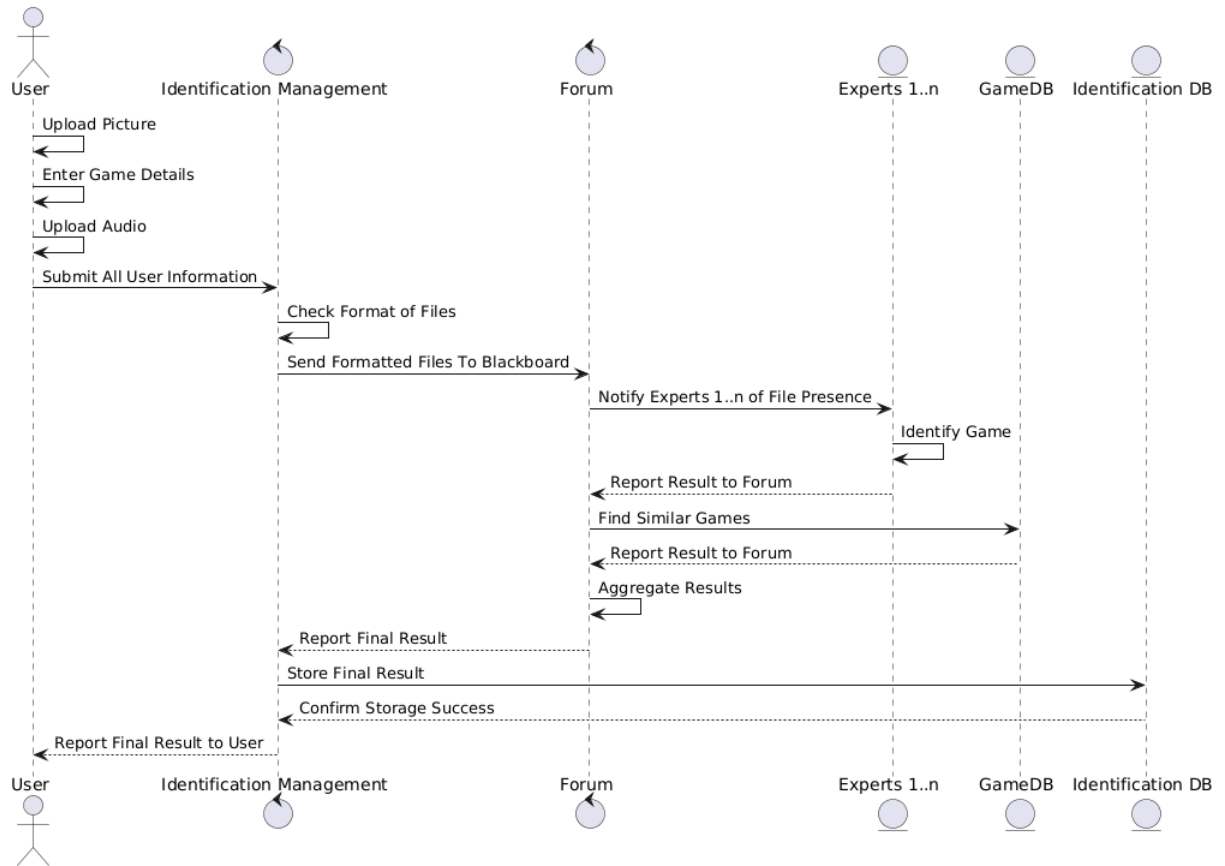 User
Identification Management
Forum
Experts 1..n
GameDB
Identification DB
Upload Picture
Enter Game Details
Upload Audio
Submit All User Information
Check Format of Files
Send Formatted Files To Blackboard
Notify Experts 1..n of File Presence
Identify Game
Report Result to Forum
Find Similar Games
Report Result to Forum
Aggregate Results
Report Final Result
Store Final Result
Confirm Storage Success
Report Final Result to User
User
Identification Management
Forum
Experts 1..n
GameDB
Identification DB